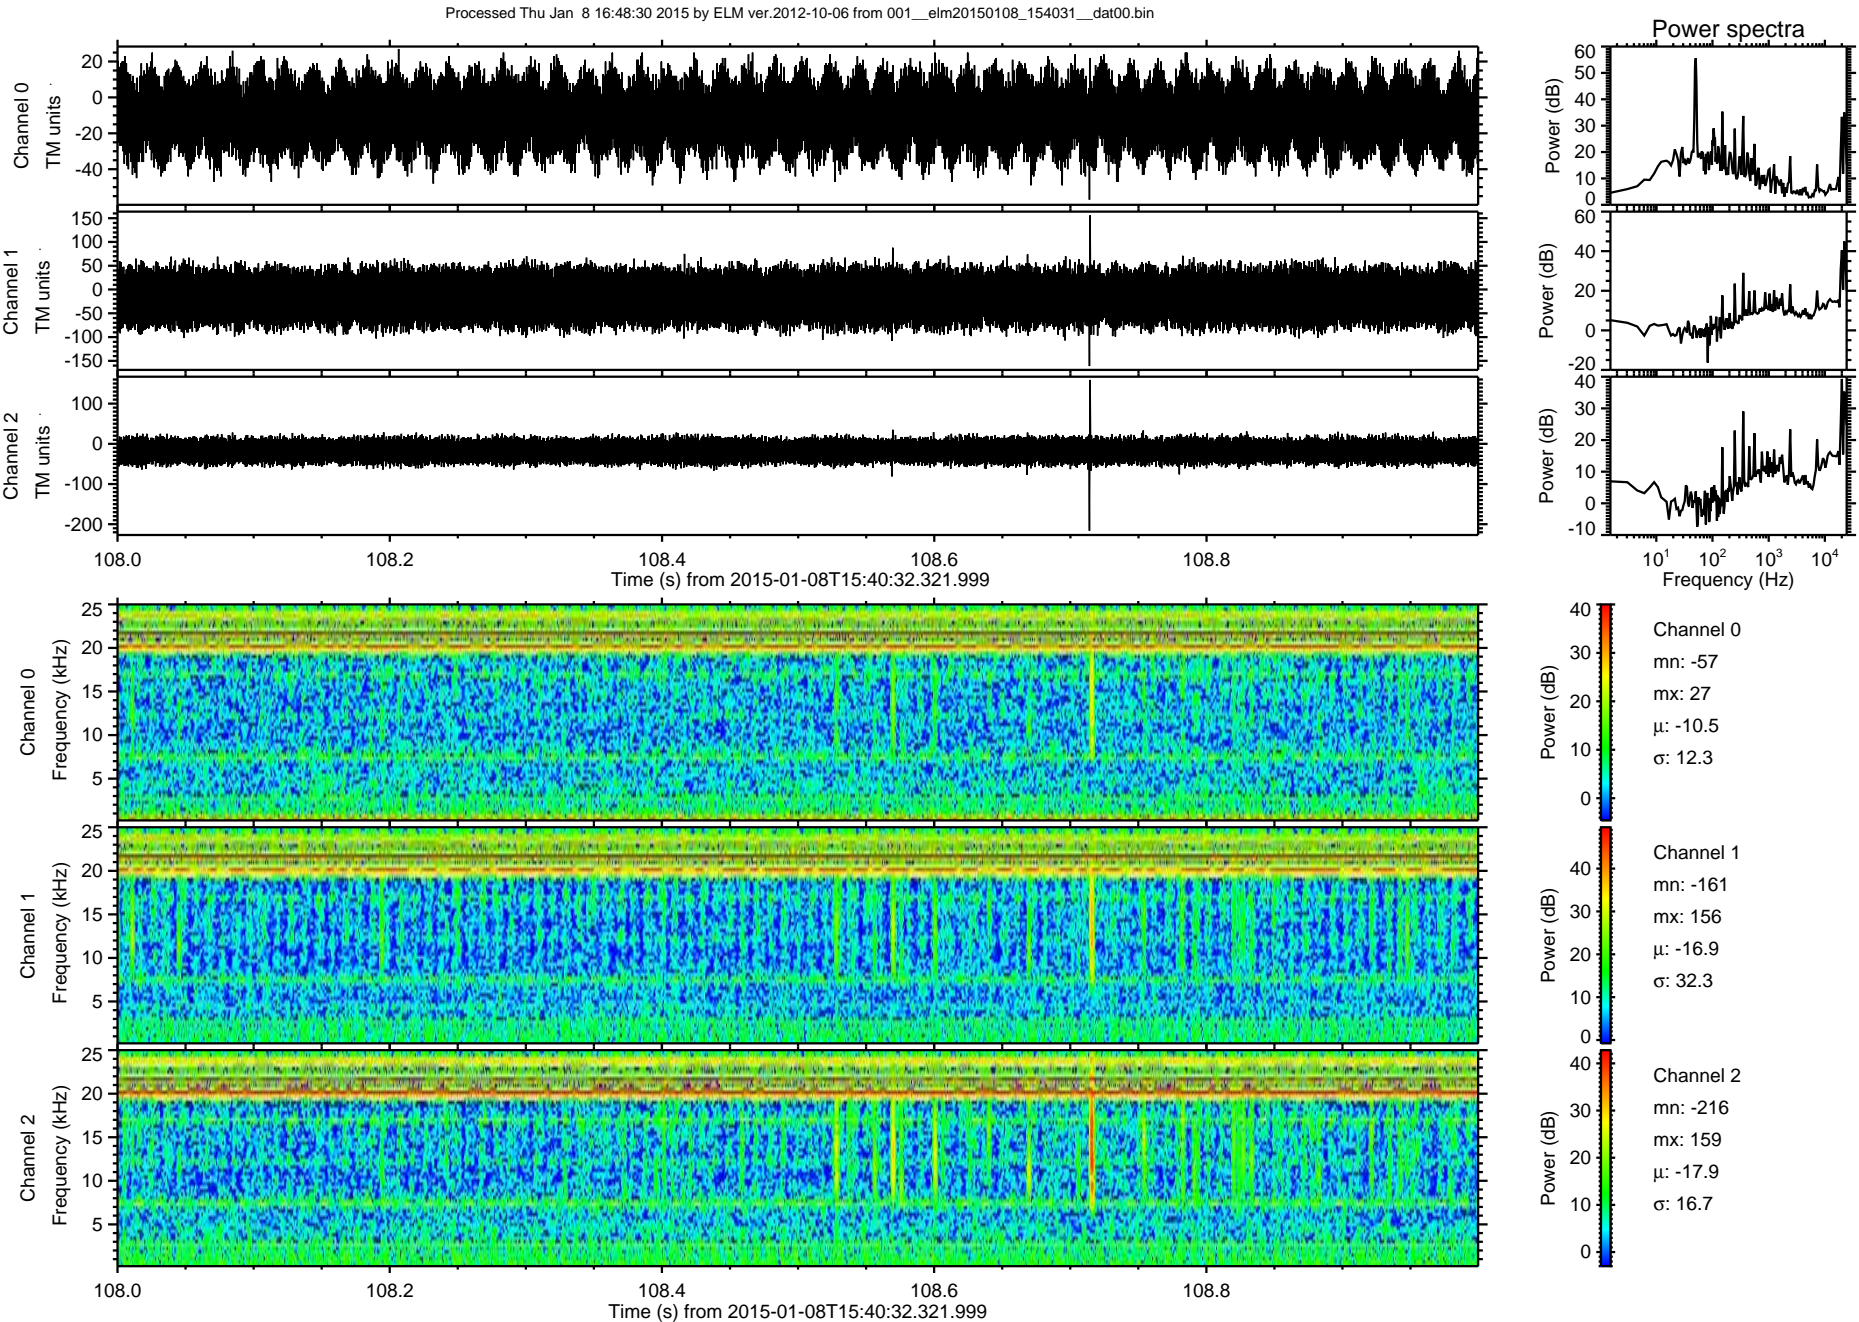 Processed Thu Jan  8 16:48:30 2015 by ELM ver.2012-10-06 from 001__elm20150108_154031__dat00.bin
Power spectra
Channel 0
TM units
20
0
-20
-40
Power (dB)
60
50
40
30
20
10
0
Channel 1
TM units
150
100
50
0
-50
-100
-150
Power (dB)
60
40
20
0
-20
Channel 2
TM units
100
0
-100
-200
Power (dB)
40
30
20
10
0
-10
108.0 108.2 108.4 108.6 108.8
Time (s) from 2015-01-08T15:40:32.321.999
10^1 10^2 10^3 10^4
Frequency (Hz)
Channel 0
Frequency (kHz)
25
20
15
10
5
Power (dB)
40
30
20
10
0
Channel 0
mn: -57
mx: 27
μ: -10.5
σ: 12.3
Channel 1
Frequency (kHz)
25
20
15
10
5
Power (dB)
40
30
20
10
0
Channel 1
mn: -161
mx: 156
μ: -16.9
σ: 32.3
Channel 2
Frequency (kHz)
25
20
15
10
5
Power (dB)
40
30
20
10
0
Channel 2
mn: -216
mx: 159
μ: -17.9
σ: 16.7
108.0 108.2 108.4 108.6 108.8
Time (s) from 2015-01-08T15:40:32.321.999